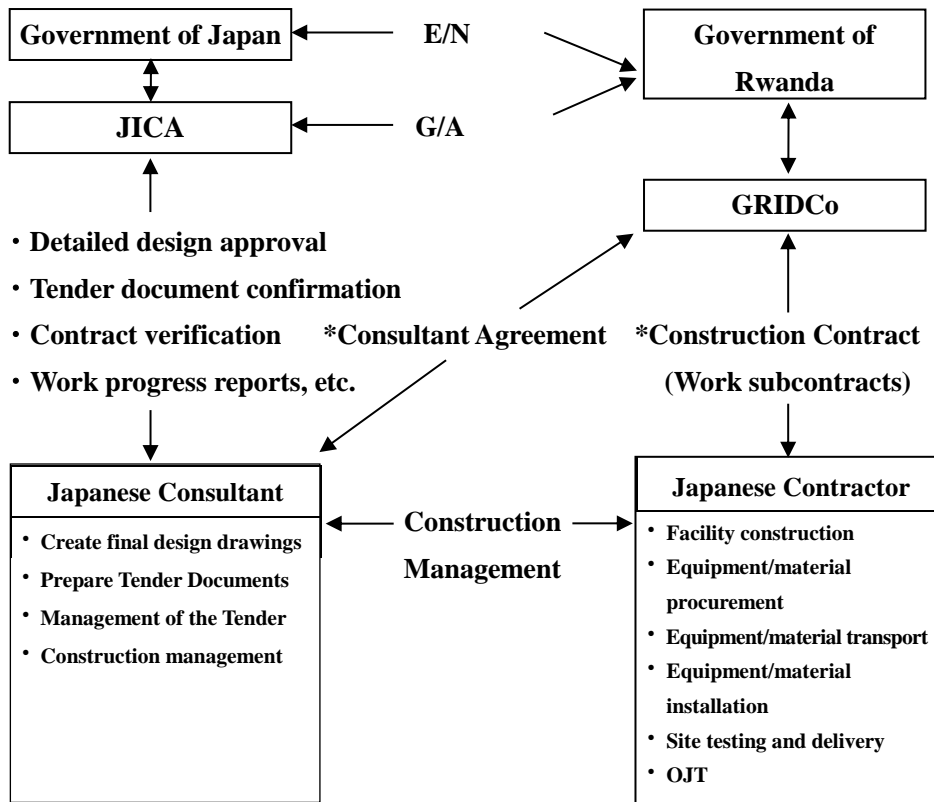 Government of Japan
E/N
Government of
Rwanda
JICA
G/A
GRIDCo
・Detailed design approval
・Tender document confirmation
・Contract verification
・Work progress reports, etc.
*Consultant Agreement
*Construction Contract
(Work subcontracts)
Japanese Consultant
・Create final design drawings
・Prepare Tender Documents
・Management of the Tender
・Construction management
Construction
Management
Japanese Contractor
・Facility construction
・Equipment/material
procurement
・Equipment/material transport
・Equipment/material
installation
・Site testing and delivery
・OJT